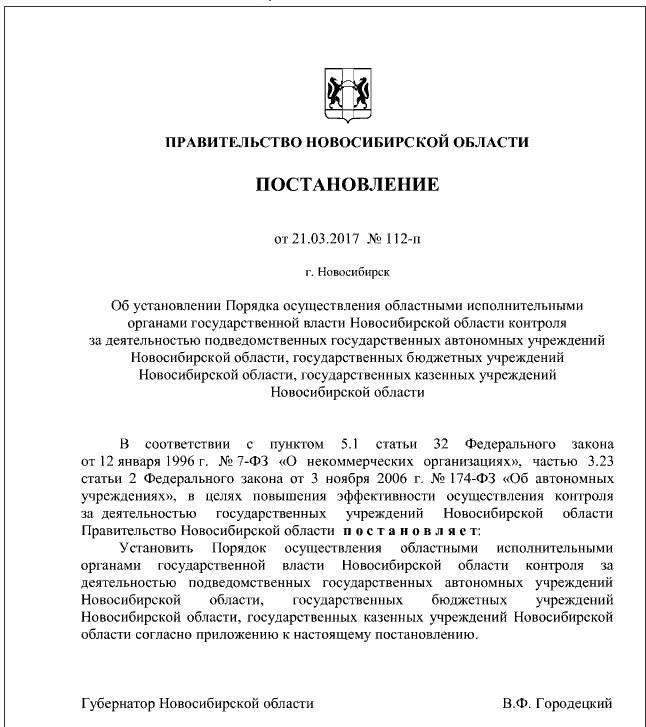 ПРАВИТЕЛЬСТВО НОВОСИБИРСКОЙ ОБЛАСТИ
ПОСТАНОВЛЕНИЕ
от 21.03.2017 № 112-п
г. Новосибирск
Об установлении Порядка осуществления областными исполнительными
органами государственной власти Новосибирской области контроля
за деятельностью подведомственных государственных автономных учреждений
Новосибирской области, государственных бюджетных учреждений
Новосибирской области, государственных казенных учреждений
Новосибирской области
В соответствии с пунктом 5.1 статьи 32 Федерального закона
от 12 января 1996 г. № 7-ФЗ «О некоммерческих организациях», частью 3.23
статьи 2 Федерального закона от 3 ноября 2006 г. № 174-ФЗ «Об автономных
учреждениях», в целях повышения эффективности осуществления контроля
за деятельностью государственных учреждений Новосибирской области
Правительство Новосибирской области п о с т а н о в л я е т:
Установить Порядок осуществления областными исполнительными
органами государственной власти Новосибирской области контроля за
деятельностью подведомственных государственных автономных учреждений
Новосибирской области, государственных бюджетных учреждений
Новосибирской области, государственных казенных учреждений Новосибирской
области согласно приложению к настоящему постановлению.
Губернатор Новосибирской области В.Ф. Городецкий